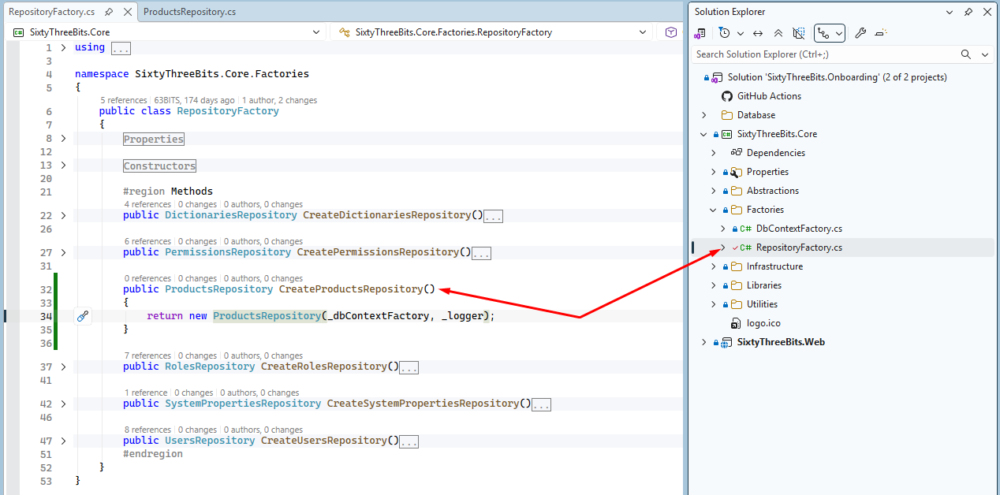 RepositoryFactory.cs
ProductsRepository.cs
SixtyThreeBits.Core
SixtyThreeBits.Core.Factories.RepositoryFactory
1 using ...
3
4 namespace SixtyThreeBits.Core.Factories
5 {
5 references | 63BITS, 174 days ago | 1 author, 2 changes
6 public class RepositoryFactory
7 {
8 Properties
12
13 Constructors
20
21 #region Methods
4 references | 0 changes | 0 authors, 0 changes
22 public DictionariesRepository CreateDictionariesRepository()...
26
6 references | 0 changes | 0 authors, 0 changes
27 public PermissionsRepository CreatePermissionsRepository()...
31
0 references | 0 changes | 0 authors, 0 changes
32 public ProductsRepository CreateProductsRepository()
33 {
34 return new ProductsRepository(_dbContextFactory, _logger);
35 }
36
7 references | 0 changes | 0 authors, 0 changes
37 public RolesRepository CreateRolesRepository()...
41
1 reference | 0 changes | 0 authors, 0 changes
42 public SystemPropertiesRepository CreateSystemPropertiesRepository()...
46
8 references | 0 changes | 0 authors, 0 changes
47 public UsersRepository CreateUsersRepository()...
51 #endregion
52 }
53 }
Solution Explorer
Search Solution Explorer (Ctrl+;)
Solution 'SixtyThreeBits.Onboarding' (2 of 2 projects)
GitHub Actions
Database
C# SixtyThreeBits.Core
Dependencies
Properties
Abstractions
Factories
C# DbContextFactory.cs
C# RepositoryFactory.cs
Infrastructure
Libraries
Utilities
logo.ico
SixtyThreeBits.Web